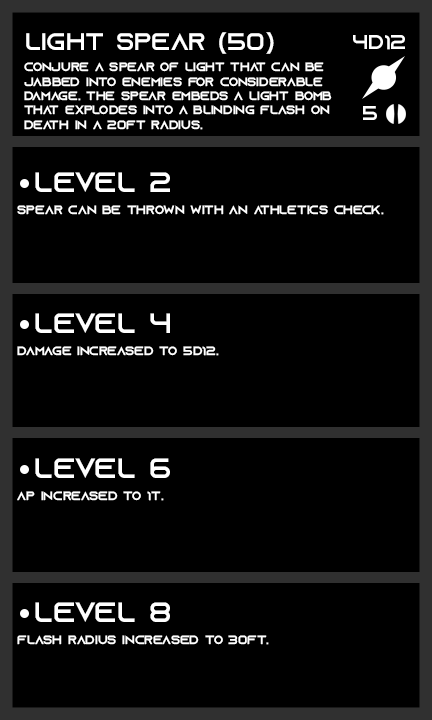 LIGHT SPEAR (50)
4D12
CONJURE A SPEAR OF LIGHT THAT CAN BE
JABBED INTO ENEMIES FOR CONSIDERABLE
DAMAGE. THE SPEAR EMBEDS A LIGHT BOMB
THAT EXPLODES INTO A BLINDING FLASH ON
DEATH IN A 20FT RADIUS.
5
•LEVEL 2
SPEAR CAN BE THROWN WITH AN ATHLETICS CHECK.
•LEVEL 4
DAMAGE INCREASED TO 5D12.
•LEVEL 6
AP INCREASED TO 1T.
•LEVEL 8
FLASH RADIUS INCREASED TO 30FT.